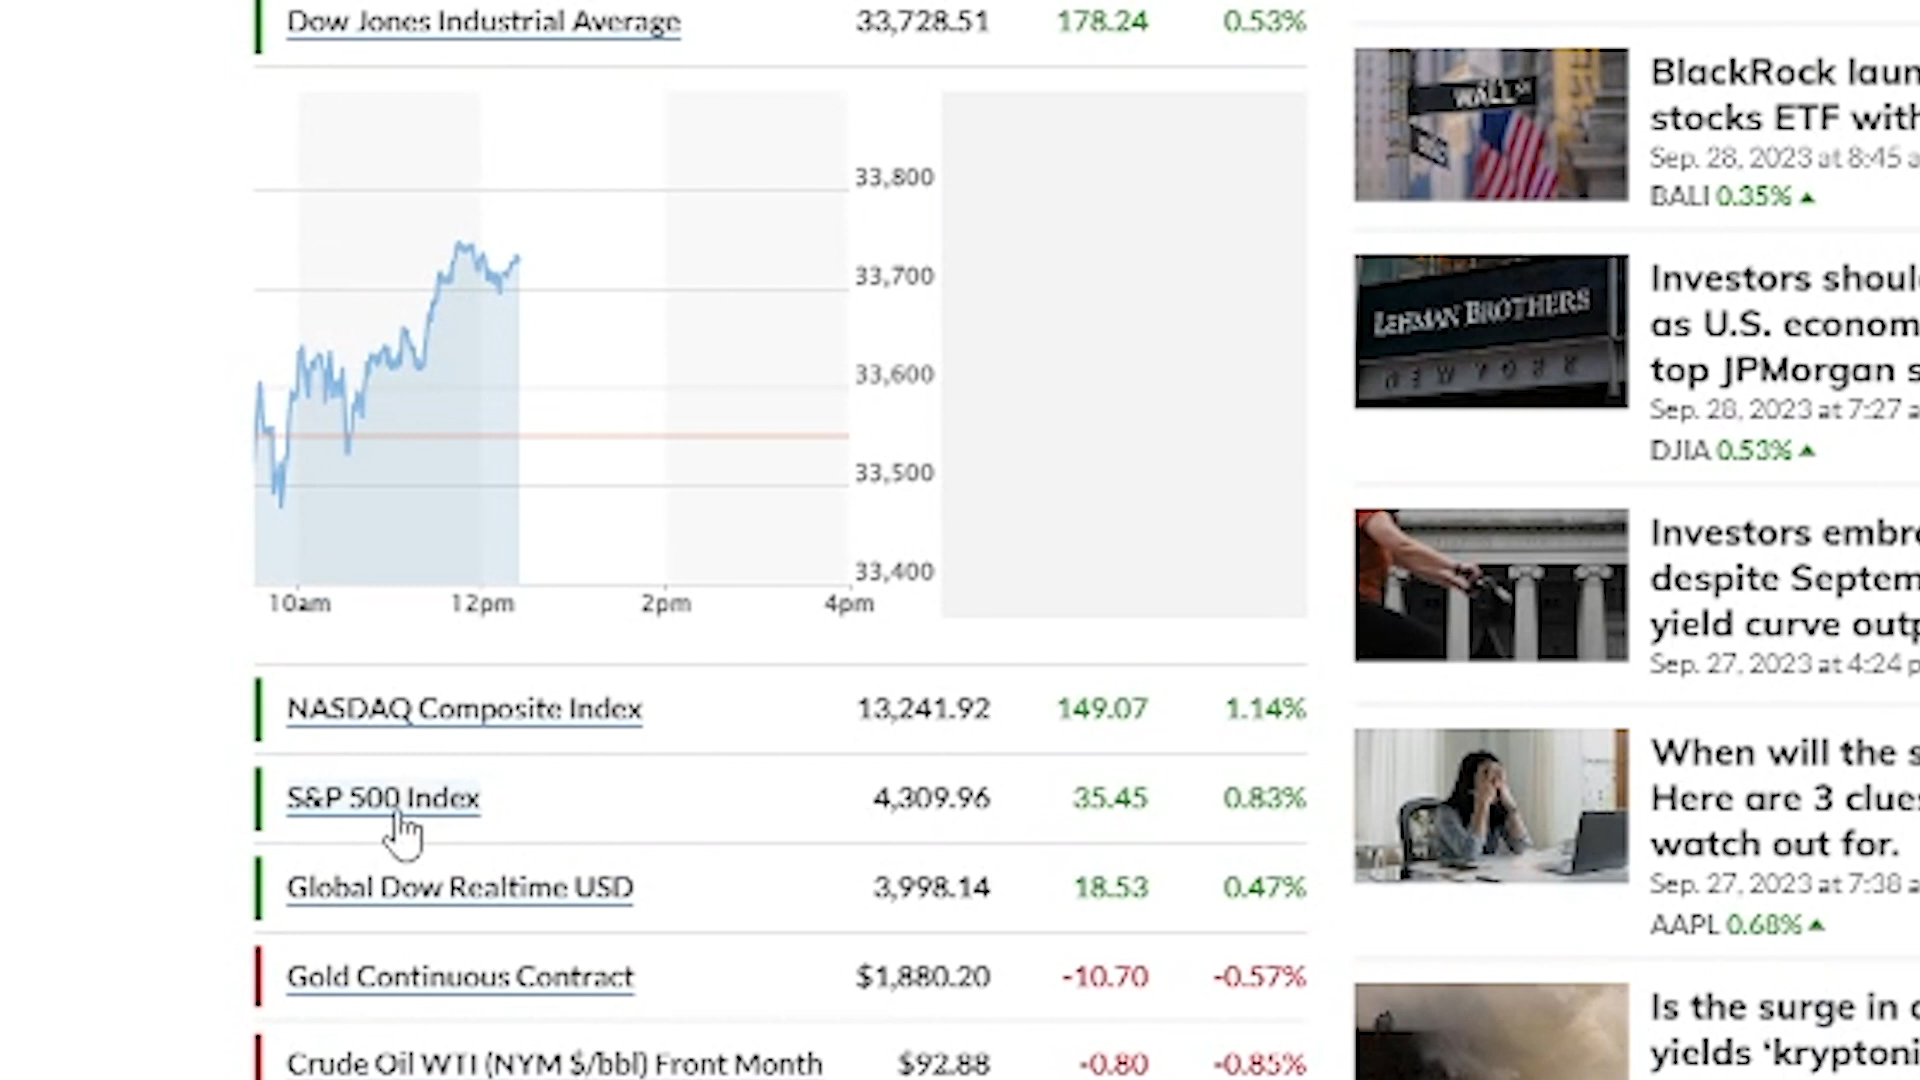 Dow Jones Industrial Average 33,728.51 178.24 0.53%
33,800
33,700
33,600
33,500
33,400
10am 12pm 2pm 4pm
NASDAQ Composite Index 13,241.92 149.07 1.14%
S&P 500 Index 4,309.96 35.45 0.83%
Global Dow Realtime USD 3,998.14 18.53 0.47%
Gold Continuous Contract $1,880.20 -10.70 -0.57%
Crude Oil WTI (NYM $/bbl) Front Month $92.88 -0.80 -0.85%
WALL ST
BlackRock laun
stocks ETF with
Sep. 28, 2023 at 8:45 a
BALI 0.35%
LEHMAN BROTHERS
Investors shoul
as U.S. econom
top JPMorgan s
Sep. 28, 2023 at 7:27 a
DJIA 0.53%
Investors embr
despite Septem
yield curve outp
Sep. 27, 2023 at 4:24 p
When will the s
Here are 3 clues
watch out for.
Sep. 27, 2023 at 7:38 a
AAPL 0.68%
Is the surge in
yields ‘kryptoni